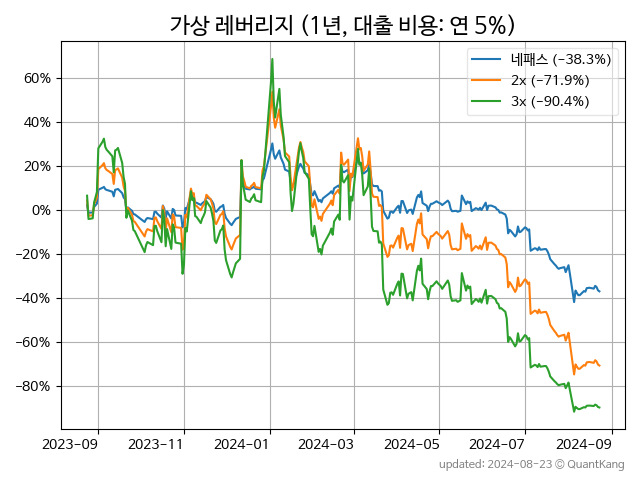 가상 레버리지 (1년, 대출 비용: 연 5%)
네패스 (-38.3%)
2x (-71.9%)
3x (-90.4%)
60%
40%
20%
0%
-20%
-40%
-60%
-80%
2023-09 2023-11 2024-01 2024-03 2024-05 2024-07 2024-09
updated: 2024-08-23 © QuantKang